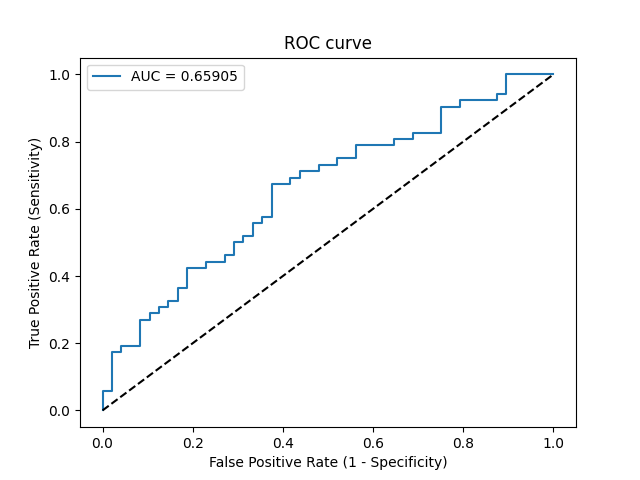 ROC curve
AUC = 0.65905
True Positive Rate (Sensitivity)
1.0
0.8
0.6
0.4
0.2
0.0
0.0 0.2 0.4 0.6 0.8 1.0
False Positive Rate (1 - Specificity)